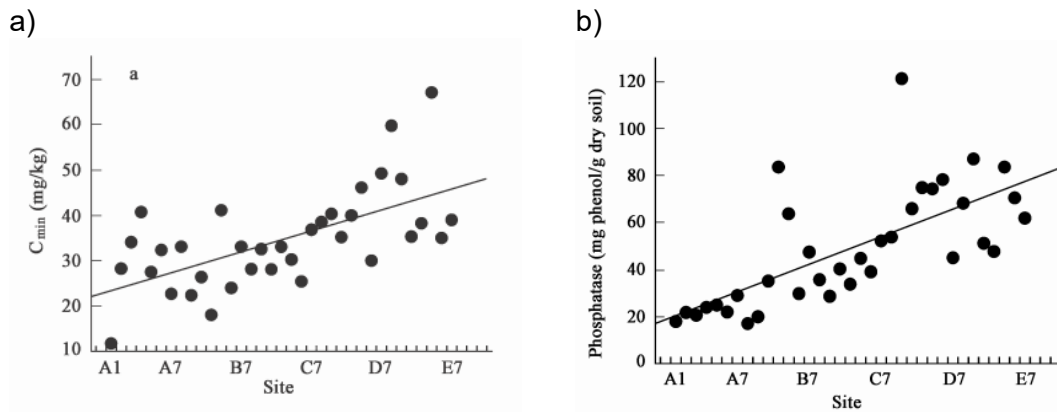 a)
a
70
60
50
40
30
20
10
C min (mg/kg)
A1 A7 B7 C7 D7 E7
Site
b)
120
100
80
60
40
20
0
Phosphatase (mg phenol/g dry soil)
A1 A7 B7 C7 D7 E7
Site